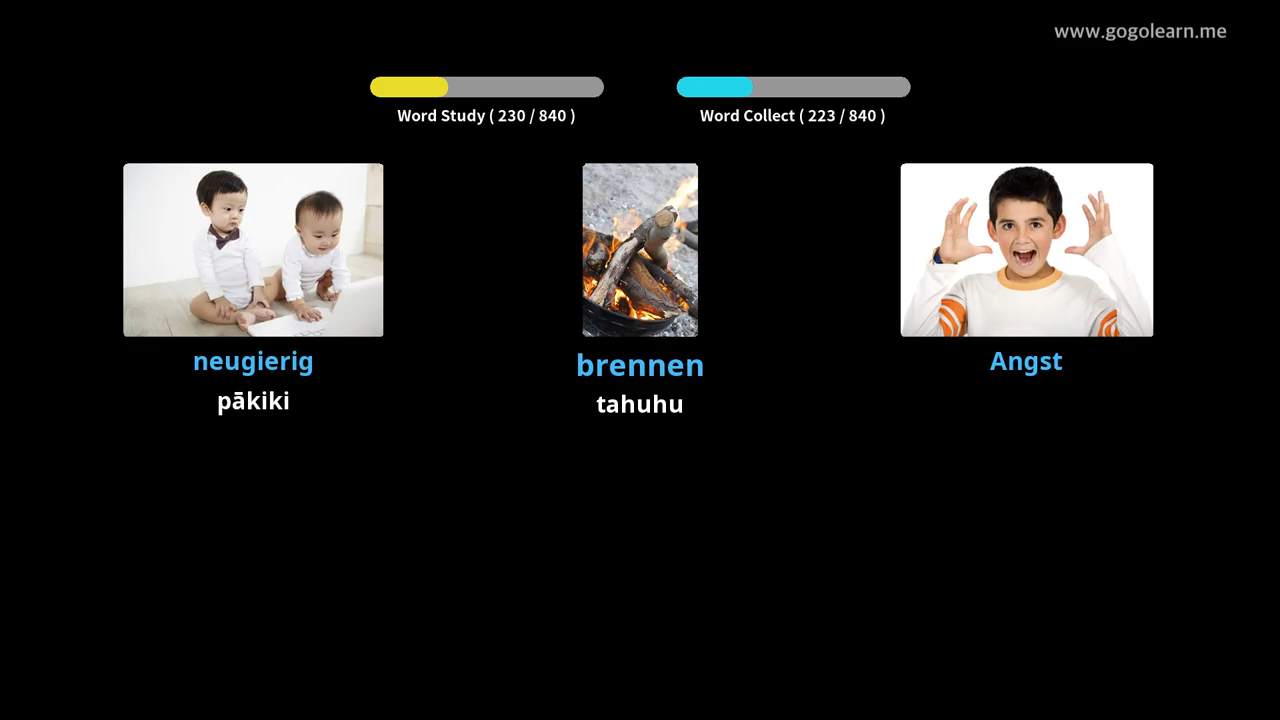 www.gogolearn.me
Word Study ( 230 / 840 )
Word Collect ( 223 / 840 )
neugierig
pākiki
brennen
tahuhu
Angst